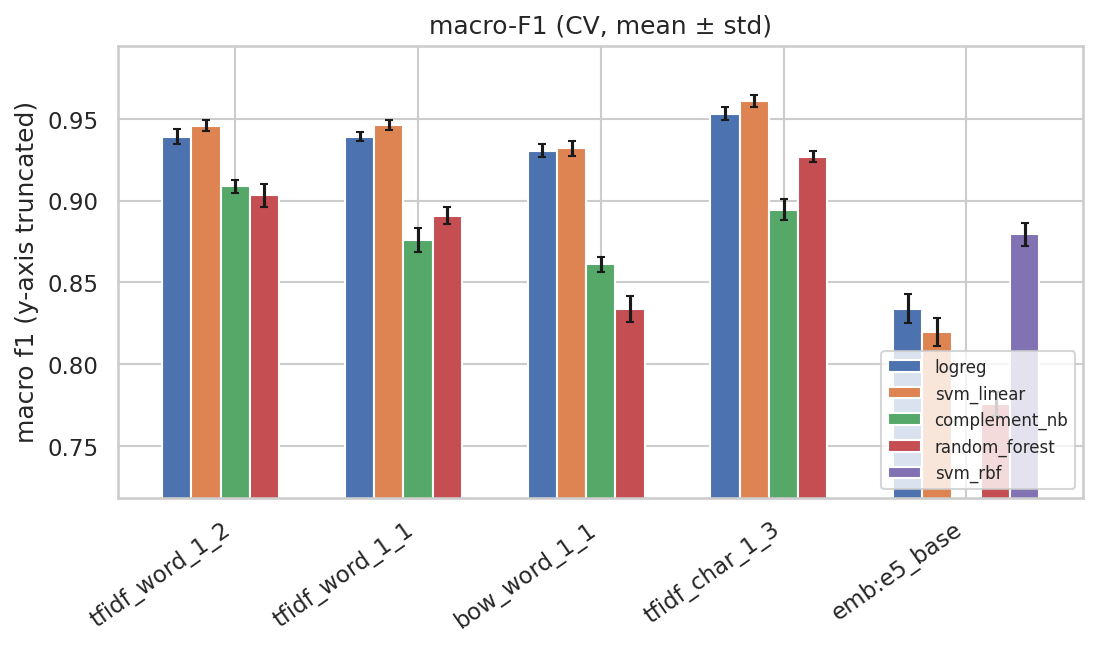 macro-F1 (CV, mean ± std)
macro f1 (y-axis truncated)
0.95
0.90
0.85
0.80
0.75
logreg
svm_linear
complement_nb
random_forest
svm_rbf
tfidf_word_1_2
tfidf_word_1_1
bow_word_1_1
tfidf_char_1_3
emb:e5_base